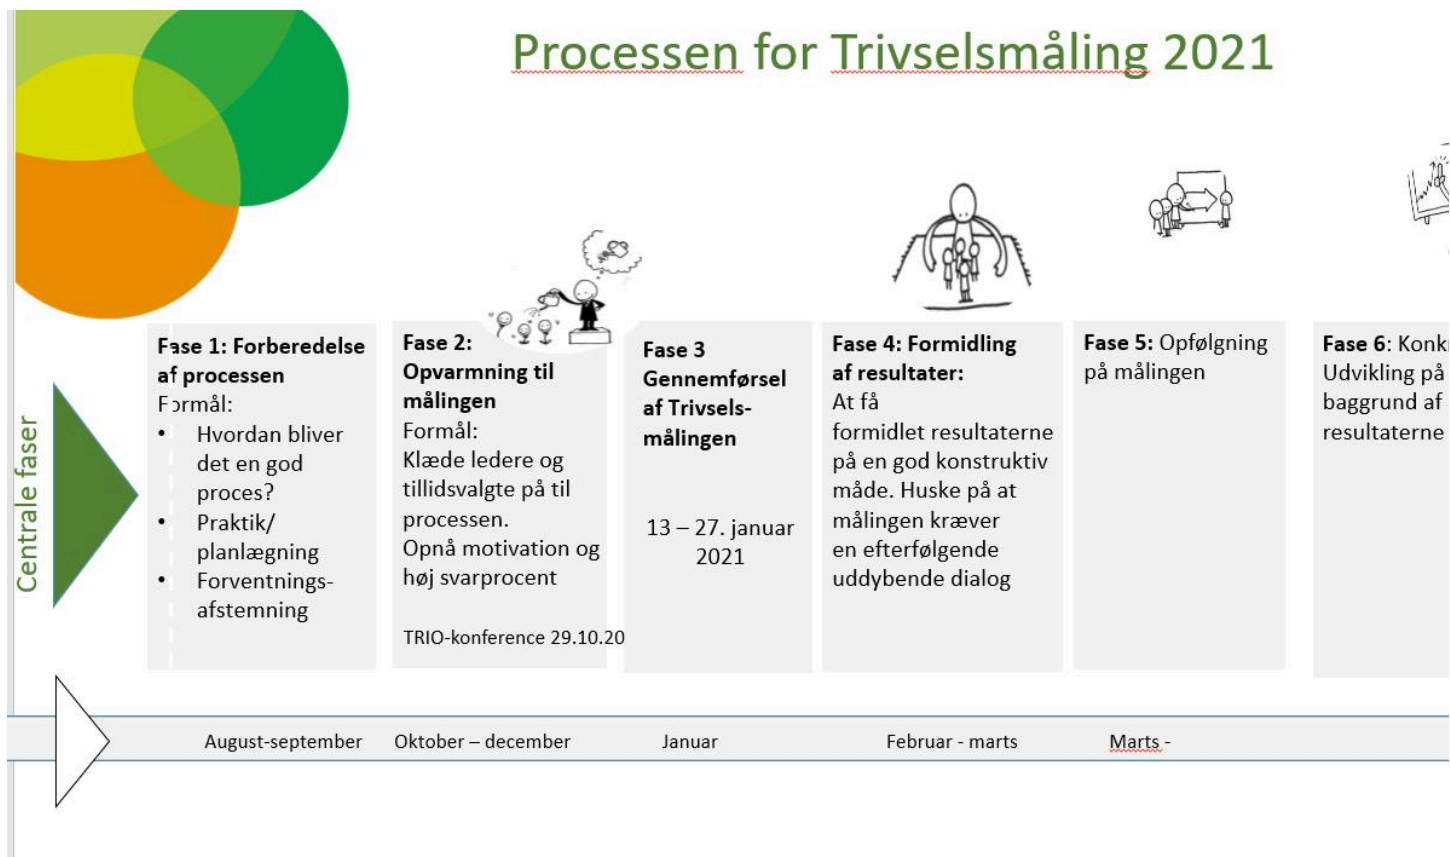 Processen for Trivselsmåling 2021
Centrale faser
Fase 1: Forberedelse
af processen
Formål:
• Hvordan bliver
det en god
proces?
• Praktik/
planlægning
• Forventnings-
afstemning
Fase 2:
Opvarmning til
målingen
Formål:
Klæde ledere og
tillidsvalgte på til
processen.
Opnå motivation og
høj svarprocent
TRIO-konference 29.10.20
Fase 3
Gennemførsel
af Trivsels-
målingen
13 – 27. januar
2021
Fase 4: Formidling
af resultater:
At få
formidlet resultaterne
på en god konstruktiv
måde. Huske på at
målingen kræver
en efterfølgende
uddybende dialog
Fase 5: Opfølgning
på målingen
Fase 6:
Udvikling på
baggrund af
resultaterne
August-september
Oktober – december
Januar
Februar - marts
Marts -